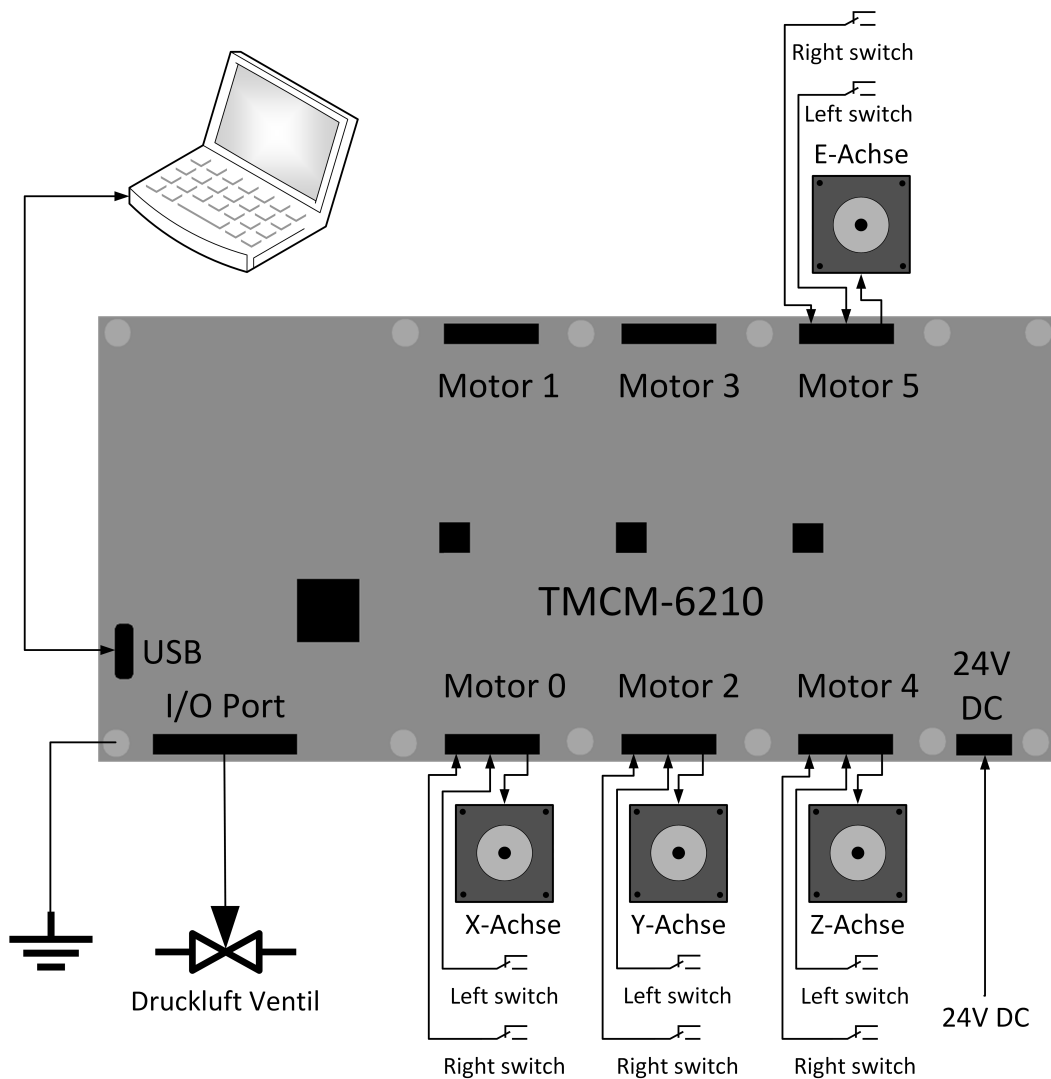 Right switch
Left switch
E-Achse
Motor 1
Motor 3
Motor 5
TMCM-6210
USB
I/O Port
Motor 0
Motor 2
Motor 4
24V
DC
X-Achse
Y-Achse
Z-Achse
Left switch
Left switch
Left switch
Druckluft Ventil
24V DC
Right switch
Right switch
Right switch